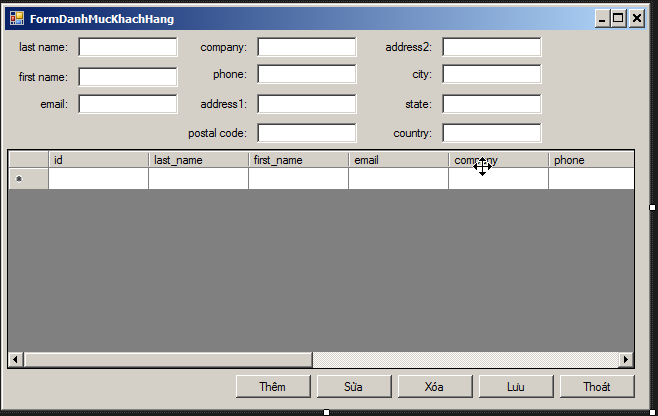 FormDanhMucKhachHang
last name: company: address2:
first name: phone: city:
email: address1: state:
postal code: country:
id last_name first_name email company phone
*
Thêm Sửa Xóa Lưu Thoát